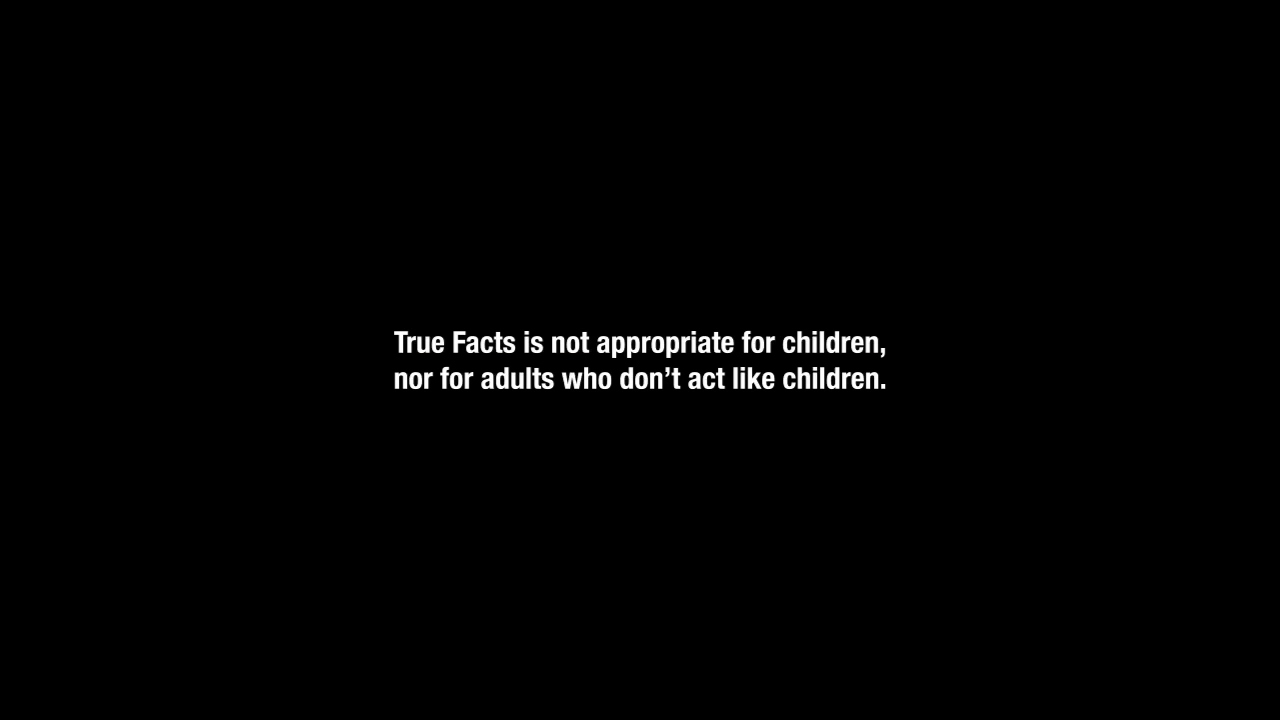 True Facts is not appropriate for children,
nor for adults who don’t act like children.